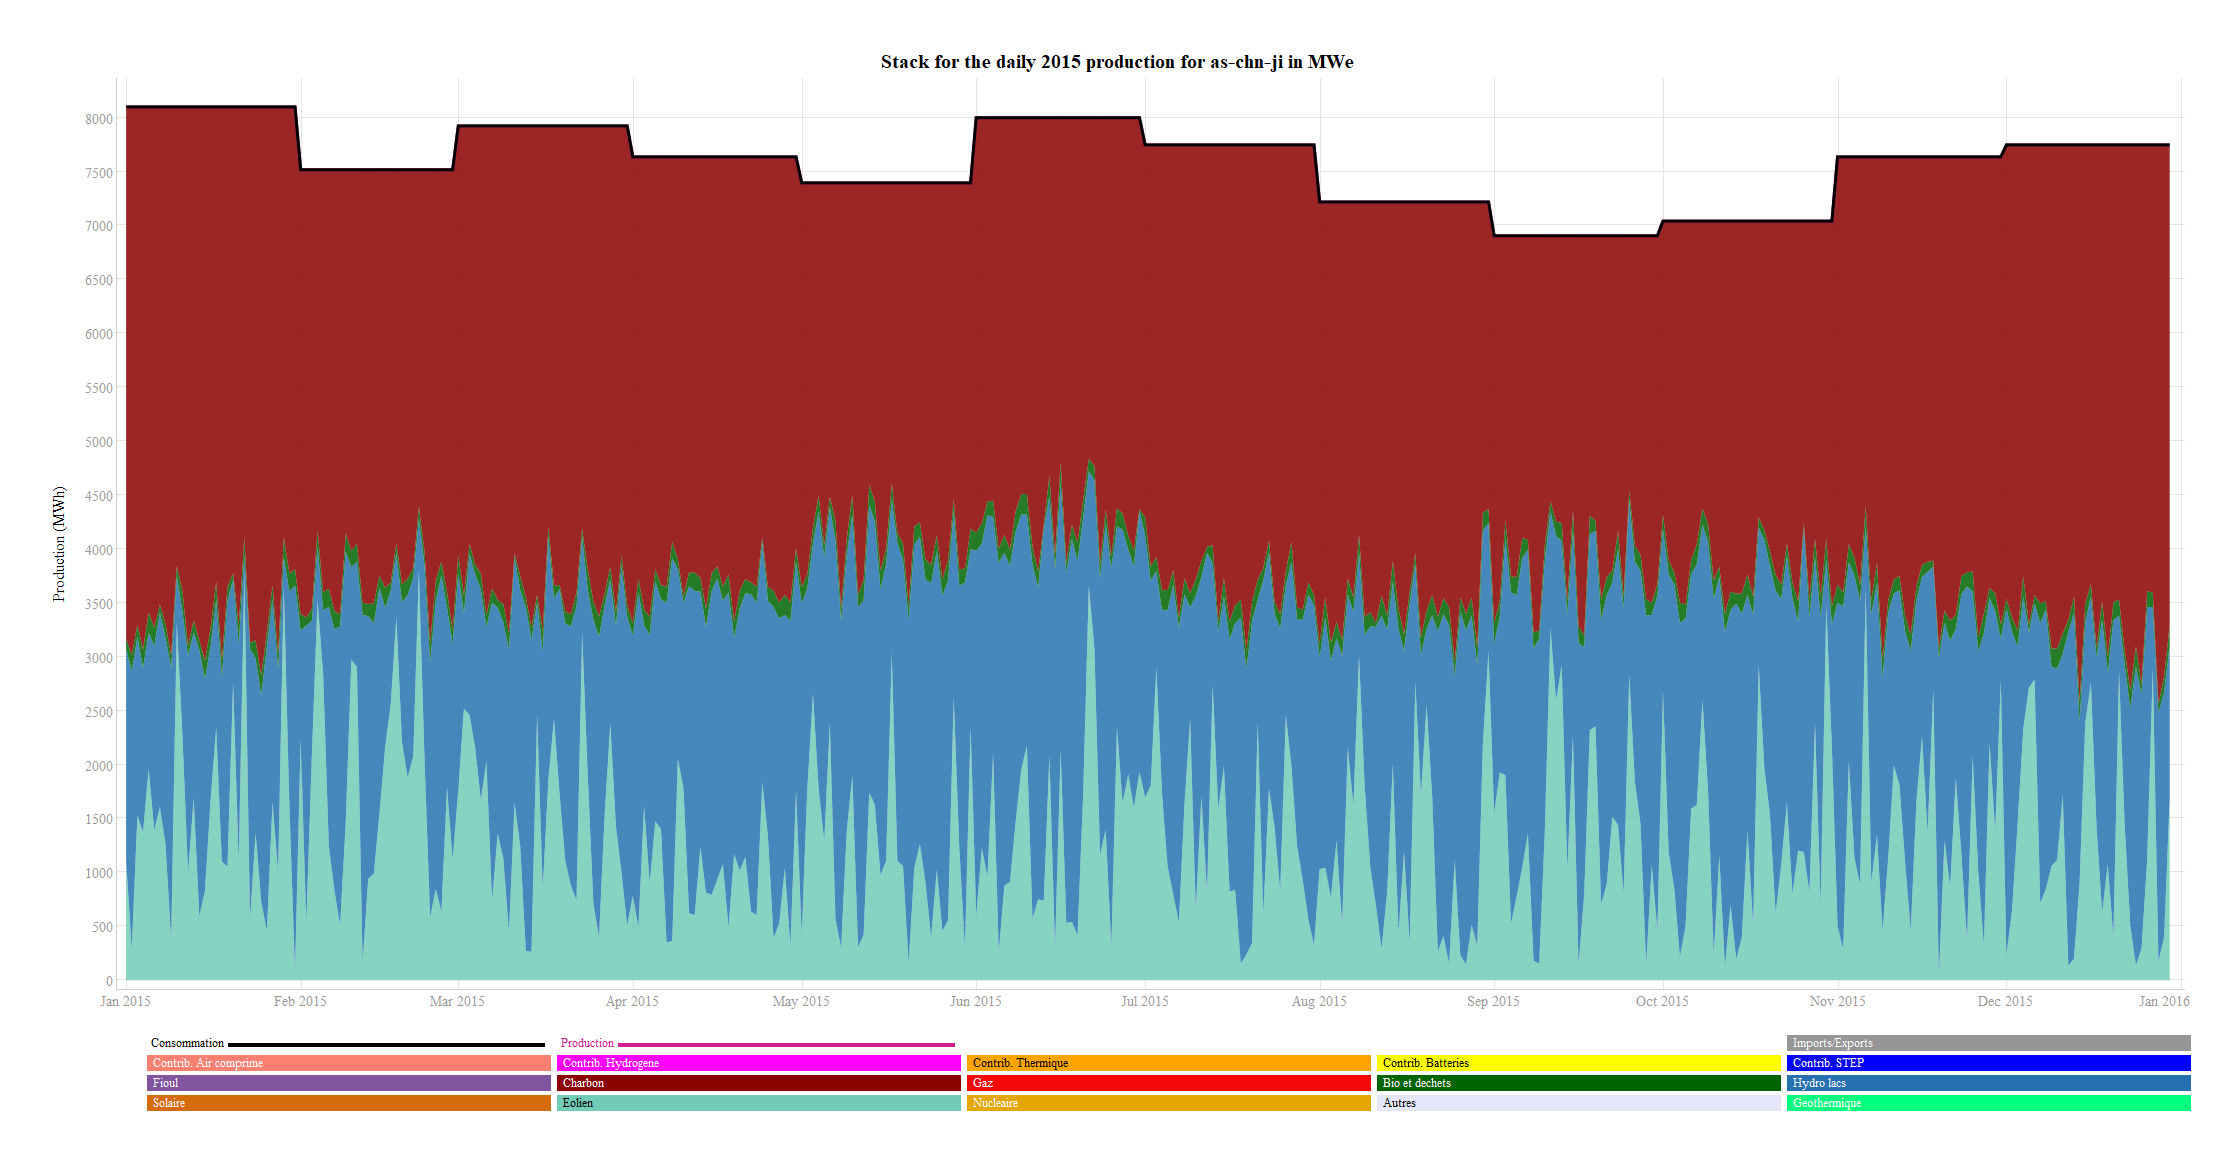 Stack for the daily 2015 production for as-chn-ji in MWe
Production (MWh)
8000
7500
7000
6500
6000
5500
5000
4500
4000
3500
3000
2500
2000
1500
1000
500
0
Jan 2015 Feb 2015 Mar 2015 Apr 2015 May 2015 Jun 2015 Jul 2015 Aug 2015 Sep 2015 Oct 2015 Nov 2015 Dec 2015 Jan 2016
Consommation Production Imports/Exports
Contrib. Air comprime Contrib. Hydrogene Contrib. Thermique Contrib. Batteries Contrib. STEP
Fioul Charbon Gaz Bio et dechets Hydro lacs
Solaire Eolien Nucleaire Autres Geothermique